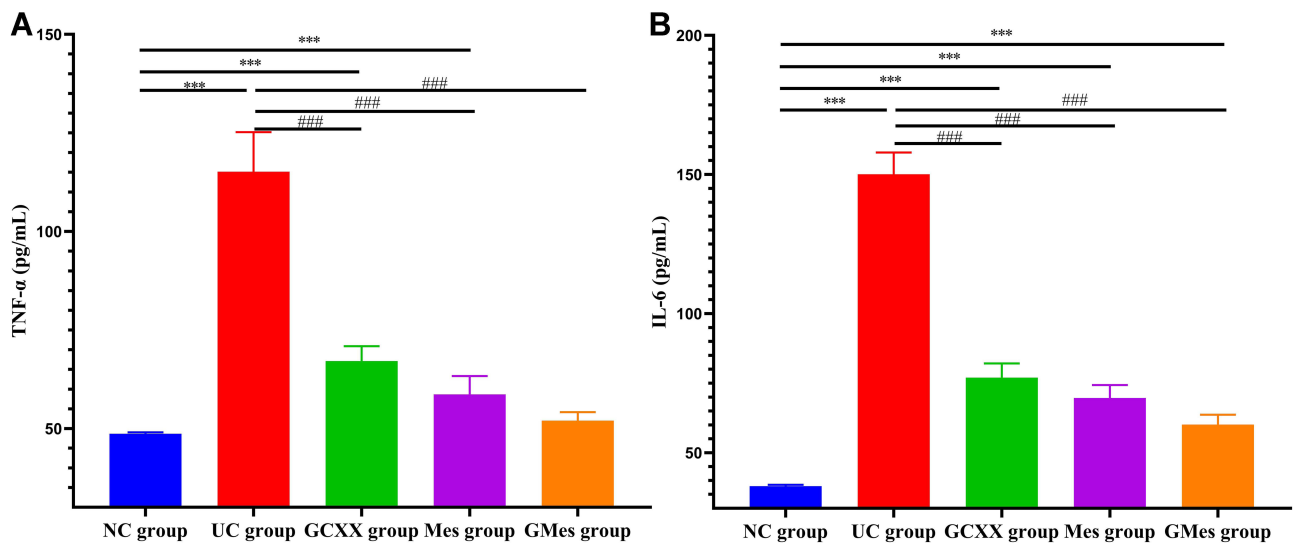 A
TNF-α (pg/mL)
150
100
50
***
***
***
###
###
###
NC group
UC group
GCXX group
Mes group
GMes group
B
IL-6 (pg/mL)
200
150
100
50
***
***
***
***
###
###
###
NC group
UC group
GCXX group
Mes group
GMes group